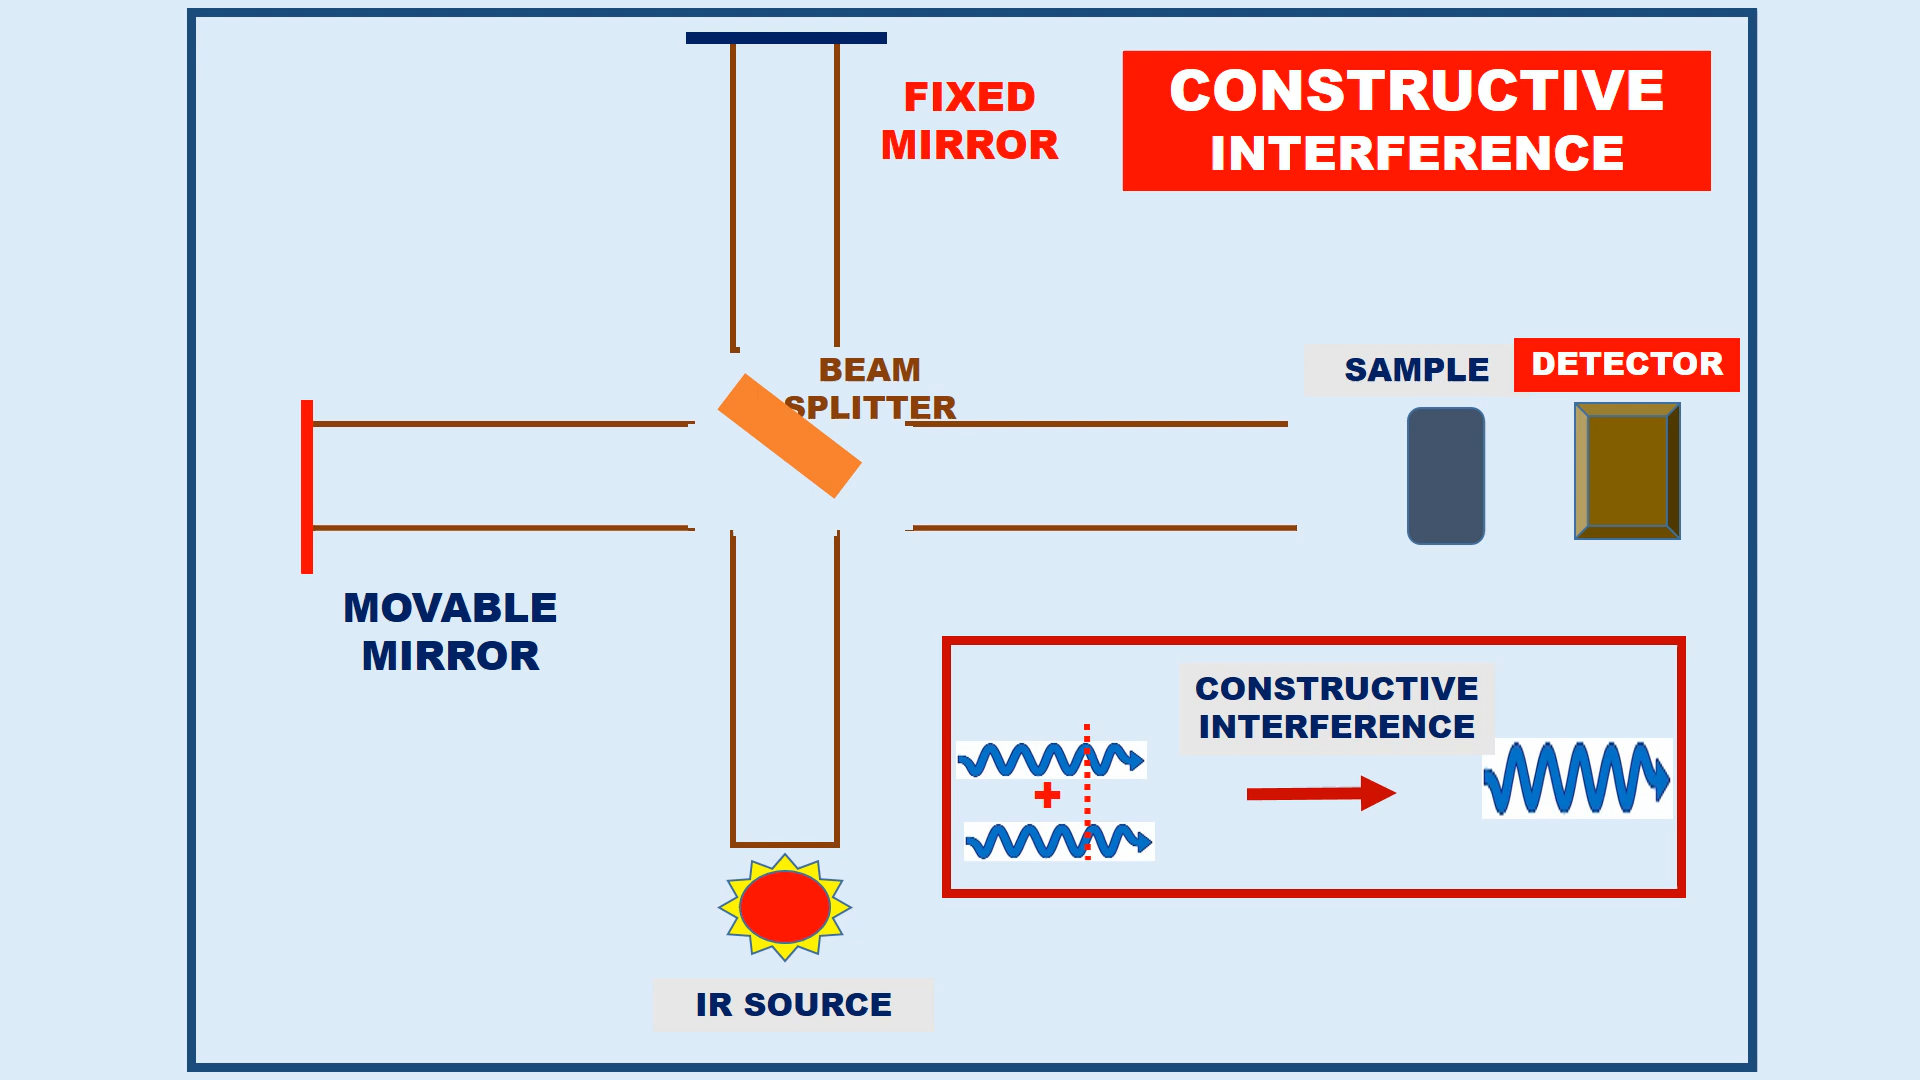 CONSTRUCTIVE
INTERFERENCE
FIXED
MIRROR
BEAM
SPLITTER
SAMPLE
DETECTOR
MOVABLE
MIRROR
CONSTRUCTIVE
INTERFERENCE
+
IR SOURCE